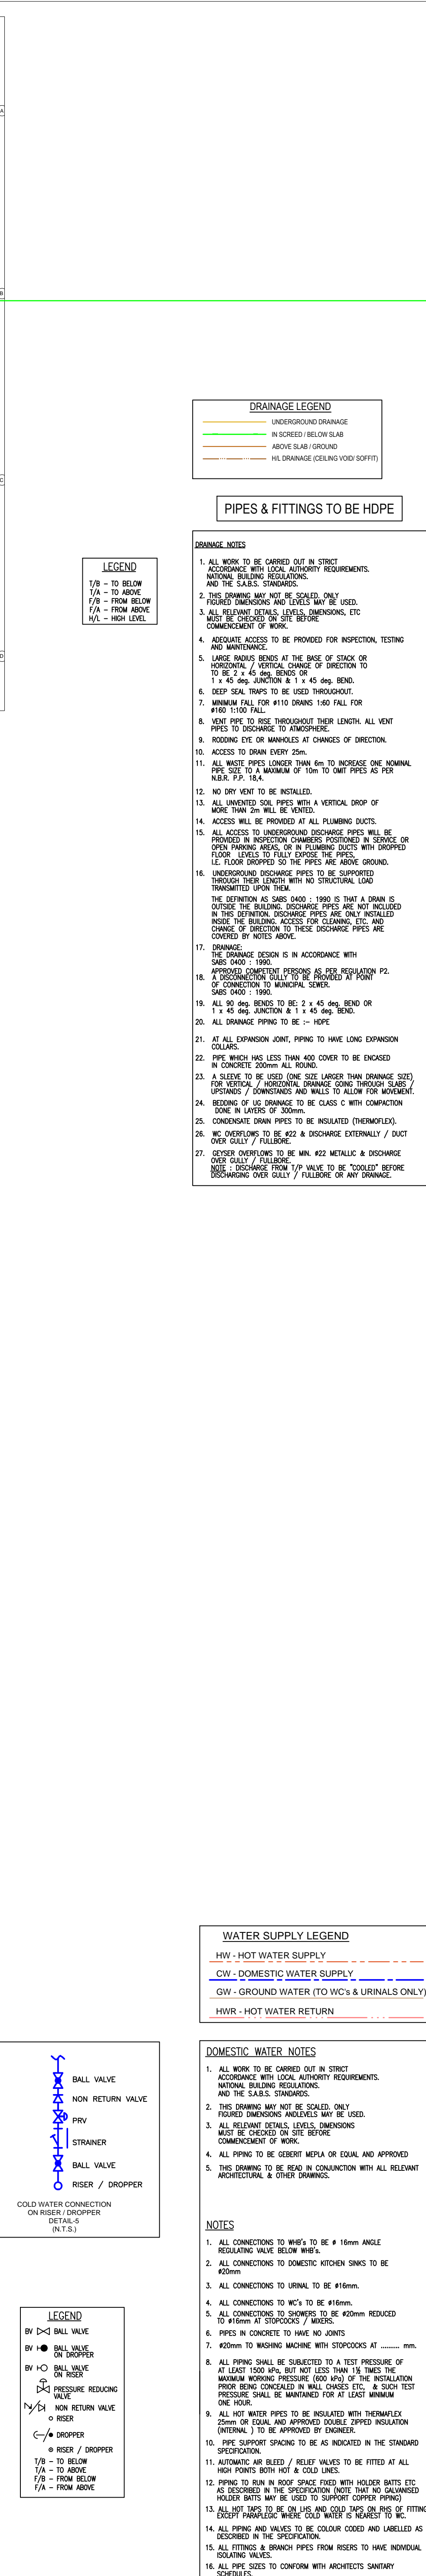 A
B
DRAINAGE LEGEND
UNDERGROUND DRAINAGE
IN SCREED / BELOW SLAB
ABOVE SLAB / GROUND
H/L DRAINAGE (CEILING VOID/ SOFFIT)
C
PIPES & FITTINGS TO BE HDPE
LEGEND
T/B – TO BELOW
T/A – TO ABOVE
F/B – FROM BELOW
F/A – FROM ABOVE
H/L – HIGH LEVEL
D
DRAINAGE NOTES
1. ALL WORK TO BE CARRIED OUT IN STRICT
ACCORDANCE WITH LOCAL AUTHORITY REQUIREMENTS.
NATIONAL BUILDING REGULATIONS.
AND THE S.A.B.S. STANDARDS.
2. THIS DRAWING MAY NOT BE SCALED. ONLY
FIGURED DIMENSIONS AND LEVELS MAY BE USED.
3. ALL RELEVANT DETAILS, LEVELS, DIMENSIONS, ETC
MUST BE CHECKED ON SITE BEFORE
COMMENCEMENT OF WORK.
4. ADEQUATE ACCESS TO BE PROVIDED FOR INSPECTION, TESTING
AND MAINTENANCE.
5. LARGE RADIUS BENDS AT THE BASE OF STACK OR
HORIZONTAL / VERTICAL CHANGE OF DIRECTION TO
TO BE 2 x 45 deg. BENDS OR
1 x 45 deg. JUNCTION & 1 x 45 deg. BEND.
6. DEEP SEAL TRAPS TO BE USED THROUGHOUT.
7. MINIMUM FALL FOR ø110 DRAINS 1:60 FALL FOR
ø160 1:100 FALL.
8. VENT PIPE TO RISE THROUGHOUT THEIR LENGTH. ALL VENT
PIPES TO DISCHARGE TO ATMOSPHERE.
9. RODDING EYE OR MANHOLES AT CHANGES OF DIRECTION.
10. ACCESS TO DRAIN EVERY 25m.
11. ALL WASTE PIPES LONGER THAN 6m TO INCREASE ONE NOMINAL
PIPE SIZE TO A MAXIMUM OF 10m TO OMIT PIPES AS PER
N.B.R. P.P. 18,4.
12. NO DRY VENT TO BE INSTALLED.
13. ALL UNVENTED SOIL PIPES WITH A VERTICAL DROP OF
MORE THAN 2m WILL BE VENTED.
14. ACCESS WILL BE PROVIDED AT ALL PLUMBING DUCTS.
15. ALL ACCESS TO UNDERGROUND DISCHARGE PIPES WILL BE
PROVIDED IN INSPECTION CHAMBERS POSITIONED IN SERVICE OR
OPEN PARKING AREAS, OR IN PLUMBING DUCTS WITH DROPPED
FLOOR LEVELS TO FULLY EXPOSE THE PIPES,
I.E. FLOOR DROPPED SO THE PIPES ARE ABOVE GROUND.
16. UNDERGROUND DISCHARGE PIPES TO BE SUPPORTED
THROUGH THEIR LENGTH WITH NO STRUCTURAL LOAD
TRANSMITTED UPON THEM.
THE DEFINITION AS SABS 0400 : 1990 IS THAT A DRAIN IS
OUTSIDE THE BUILDING. DISCHARGE PIPES ARE NOT INCLUDED
IN THIS DEFINITION. DISCHARGE PIPES ARE ONLY INSTALLED
INSIDE THE BUILDING. ACCESS FOR CLEANING, ETC. AND
CHANGE OF DIRECTION TO THESE DISCHARGE PIPES ARE
COVERED BY NOTES ABOVE.
17. DRAINAGE:
THE DRAINAGE DESIGN IS IN ACCORDANCE WITH
SABS 0400 : 1990.
APPROVED COMPETENT PERSONS AS PER REGULATION P2.
18. A DISCONNECTION GULLY TO BE PROVIDED AT POINT
OF CONNECTION TO MUNICIPAL SEWER.
SABS 0400 : 1990.
19. ALL 90 deg. BENDS TO BE: 2 x 45 deg. BEND OR
1 x 45 deg. JUNCTION & 1 x 45 deg. BEND.
20. ALL DRAINAGE PIPING TO BE :– HDPE
21. AT ALL EXPANSION JOINT, PIPING TO HAVE LONG EXPANSION
COLLARS.
22. PIPE WHICH HAS LESS THAN 400 COVER TO BE ENCASED
IN CONCRETE 200mm ALL ROUND.
23. A SLEEVE TO BE USED (ONE SIZE LARGER THAN DRAINAGE SIZE)
FOR VERTICAL / HORIZONTAL DRAINAGE GOING THROUGH SLABS /
UPSTANDS / DOWNSTANDS AND WALLS TO ALLOW FOR MOVEMENT.
24. BEDDING OF UG DRAINAGE TO BE CLASS C WITH COMPACTION
DONE IN LAYERS OF 300mm.
25. CONDENSATE DRAIN PIPES TO BE INSULATED (THERMOFLEX).
26. WC OVERFLOWS TO BE ø22 & DISCHARGE EXTERNALLY / DUCT
OVER GULLY / FULLBORE.
27. GEYSER OVERFLOWS TO BE MIN. ø22 METALLIC & DISCHARGE
OVER GULLY / FULLBORE.
NOTE : DISCHARGE FROM T/P VALVE TO BE "COOLED" BEFORE
DISCHARGING OVER GULLY / FULLBORE OR ANY DRAINAGE.
WATER SUPPLY LEGEND
HW - HOT WATER SUPPLY
CW - DOMESTIC WATER SUPPLY
GW - GROUND WATER (TO WC's & URINALS ONLY)
HWR - HOT WATER RETURN
BALL VALVE
NON RETURN VALVE
PRV
STRAINER
BALL VALVE
RISER / DROPPER
COLD WATER CONNECTION
ON RISER / DROPPER
DETAIL-5
(N.T.S.)
DOMESTIC WATER NOTES
1. ALL WORK TO BE CARRIED OUT IN STRICT
ACCORDANCE WITH LOCAL AUTHORITY REQUIREMENTS.
NATIONAL BUILDING REGULATIONS.
AND THE S.A.B.S. STANDARDS.
2. THIS DRAWING MAY NOT BE SCALED. ONLY
FIGURED DIMENSIONS ANDLEVELS MAY BE USED.
3. ALL RELEVANT DETAILS, LEVELS, DIMENSIONS
MUST BE CHECKED ON SITE BEFORE
COMMENCEMENT OF WORK.
4. ALL PIPING TO BE GEBERIT MEPLA OR EQUAL AND APPROVED
5. THIS DRAWING TO BE READ IN CONJUNCTION WITH ALL RELEVANT
ARCHITECTURAL & OTHER DRAWINGS.
NOTES
1. ALL CONNECTIONS TO WHB's TO BE ø 16mm ANGLE
REGULATING VALVE BELOW WHB's.
2. ALL CONNECTIONS TO DOMESTIC KITCHEN SINKS TO BE
ø20mm
3. ALL CONNECTIONS TO URINAL TO BE ø16mm.
4. ALL CONNECTIONS TO WC's TO BE ø16mm.
5. ALL CONNECTIONS TO SHOWERS TO BE ø20mm REDUCED
TO ø16mm AT STOPCOCKS / MIXERS.
6. PIPES IN CONCRETE TO HAVE NO JOINTS
7. ø20mm TO WASHING MACHINE WITH STOPCOCKS AT ......... mm.
8. ALL PIPING SHALL BE SUBJECTED TO A TEST PRESSURE OF
AT LEAST 1500 kPa, BUT NOT LESS THAN 1½ TIMES THE
MAXIMUM WORKING PRESSURE (600 kPa) OF THE INSTALLATION
PRIOR BEING CONCEALED IN WALL CHASES ETC, & SUCH TEST
PRESSURE SHALL BE MAINTAINED FOR AT LEAST MINIMUM
ONE HOUR.
9. ALL HOT WATER PIPES TO BE INSULATED WITH THERMAFLEX
25mm OR EQUAL AND APPROVED DOUBLE ZIPPED INSULATION
(INTERNAL ) TO BE APPROVED BY ENGINEER.
10. PIPE SUPPORT SPACING TO BE AS INDICATED IN THE STANDARD
SPECIFICATION.
11. AUTOMATIC AIR BLEED / RELIEF VALVES TO BE FITTED AT ALL
HIGH POINTS BOTH HOT & COLD LINES.
12. PIPING TO RUN IN ROOF SPACE FIXED WITH HOLDER BATTS ETC
AS DESCRIBED IN THE SPECIFICATION (NOTE THAT NO GALVANISED
HOLDER BATTS MAY BE USED TO SUPPORT COPPER PIPING)
13. ALL HOT TAPS TO BE ON LHS AND COLD TAPS ON RHS OF FITTING
EXCEPT PARAPLEGIC WHERE COLD WATER IS NEAREST TO WC.
14. ALL PIPING AND VALVES TO BE COLOUR CODED AND LABELLED AS
DESCRIBED IN THE SPECIFICATION.
15. ALL FITTINGS & BRANCH PIPES FROM RISERS TO HAVE INDIVIDUAL
ISOLATING VALVES.
16. ALL PIPE SIZES TO CONFORM WITH ARCHITECTS SANITARY
SCHEDULES.
LEGEND
BV BALL VALVE
BV BALL VALVE
ON DROPPER
BV BALL VALVE
ON RISER
PRESSURE REDUCING
VALVE
NON RETURN VALVE
RISER
DROPPER
RISER / DROPPER
T/B – TO BELOW
T/A – TO ABOVE
F/B – FROM BELOW
F/A – FROM ABOVE